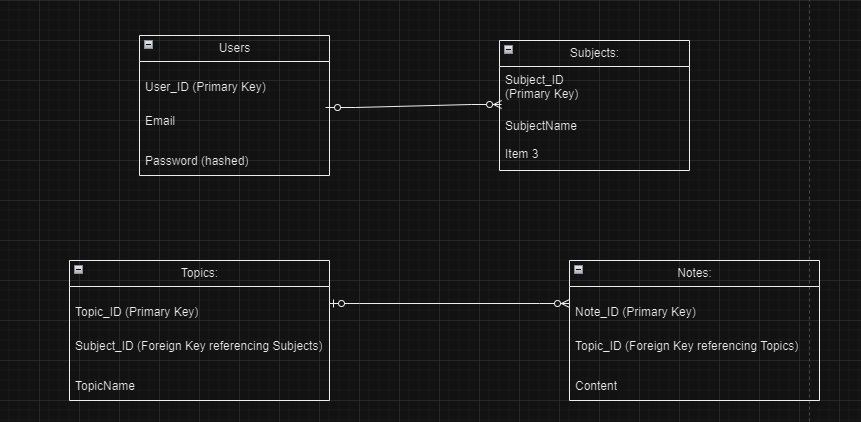 Users
User_ID (Primary Key)
Email
Password (hashed)
Subjects:
Subject_ID
(Primary Key)
SubjectName
Item 3
Topics:
Topic_ID (Primary Key)
Subject_ID (Foreign Key referencing Subjects)
TopicName
Notes:
Note_ID (Primary Key)
Topic_ID (Foreign Key referencing Topics)
Content